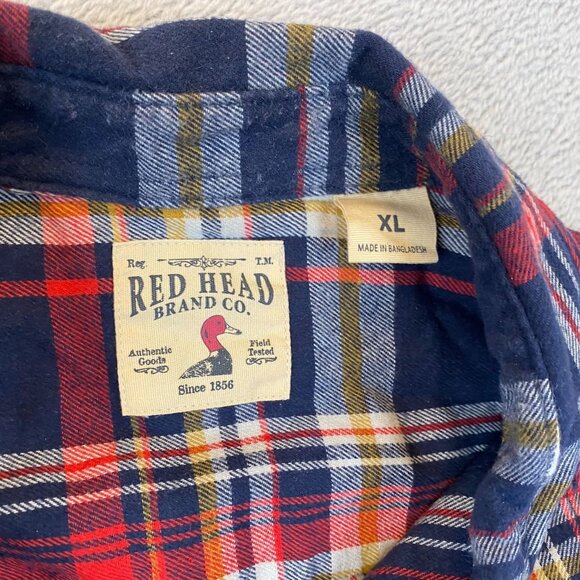 Reg. T.M.
RED HEAD
BRAND CO.
Authentic Goods
Field Tested
Since 1856
XL
MADE IN BANGLADESH